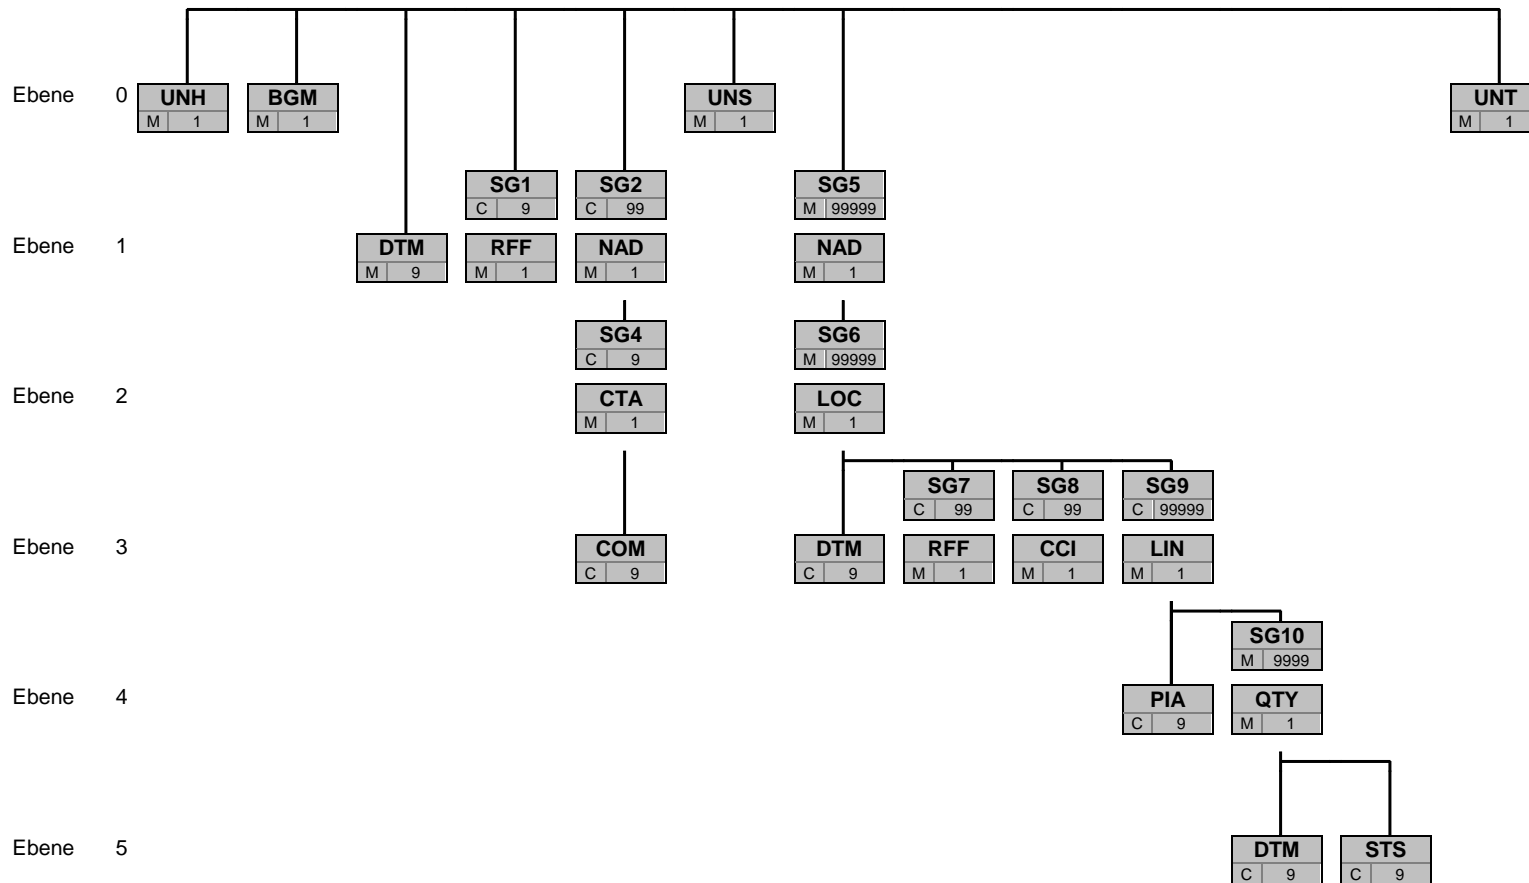 Ebene 0 UNH BGM UNS UNT
M 1 M 1 M 1 M 1
SG1 SG2 SG5
C 9 C 99 M 99999
Ebene 1 DTM RFF NAD NAD
M 9 M 1 M 1 M 1
SG4 SG6
C 9 M 99999
Ebene 2 CTA LOC
M 1 M 1
SG7 SG8 SG9
C 99 C 99 C 99999
Ebene 3 COM DTM RFF CCI LIN
C 9 C 9 M 1 M 1 M 1
SG10
M 9999
Ebene 4 PIA QTY
C 9 M 1
Ebene 5 DTM STS
C 9 C 9